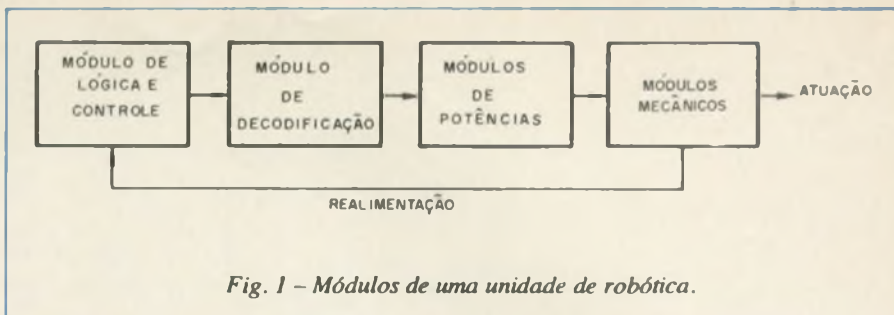 MÓDULO DE
LÓGICA E
CONTROLE
MÓDULO
DE
DECODIFICAÇÃO
MÓDULOS
DE
POTÊNCIAS
MÓDULOS
MECÂNICOS
ATUAÇÃO
REALIMENTAÇÃO
Fig. 1 – Módulos de uma unidade de robótica.